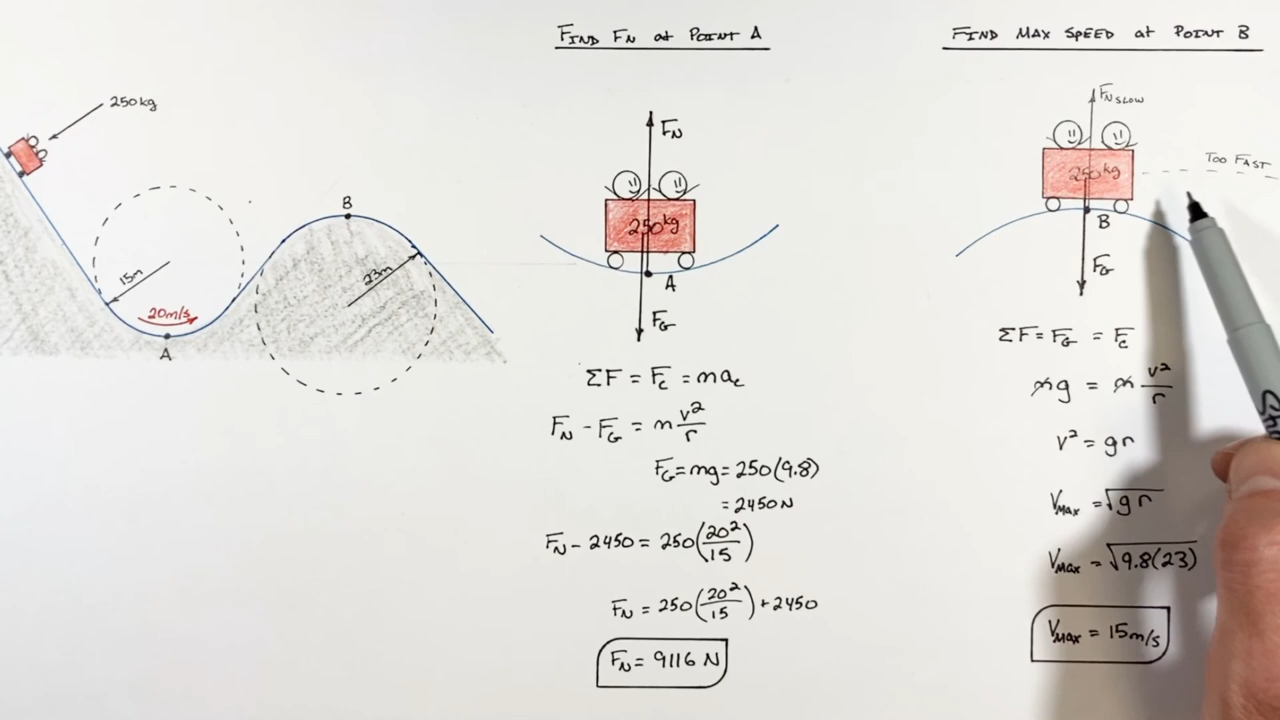 250kg
15m
20m/s
A
B
23m
FIND FN at POINT A
FN
250kg
A
FG
ΣF = Fc = mac
FN - FG = m v²/r
FG = mg = 250(9.8)
= 2450N
FN - 2450 = 250(20²/15)
FN = 250(20²/15) + 2450
FN = 9116 N
FIND MAX SPEED at POINT B
FN SLOW
TOO FAST
250kg
B
FG
ΣF = FG = Fc
mg = m v²/r
v² = gr
VMAX = √gr
VMAX = √9.8(23)
VMAX = 15m/s